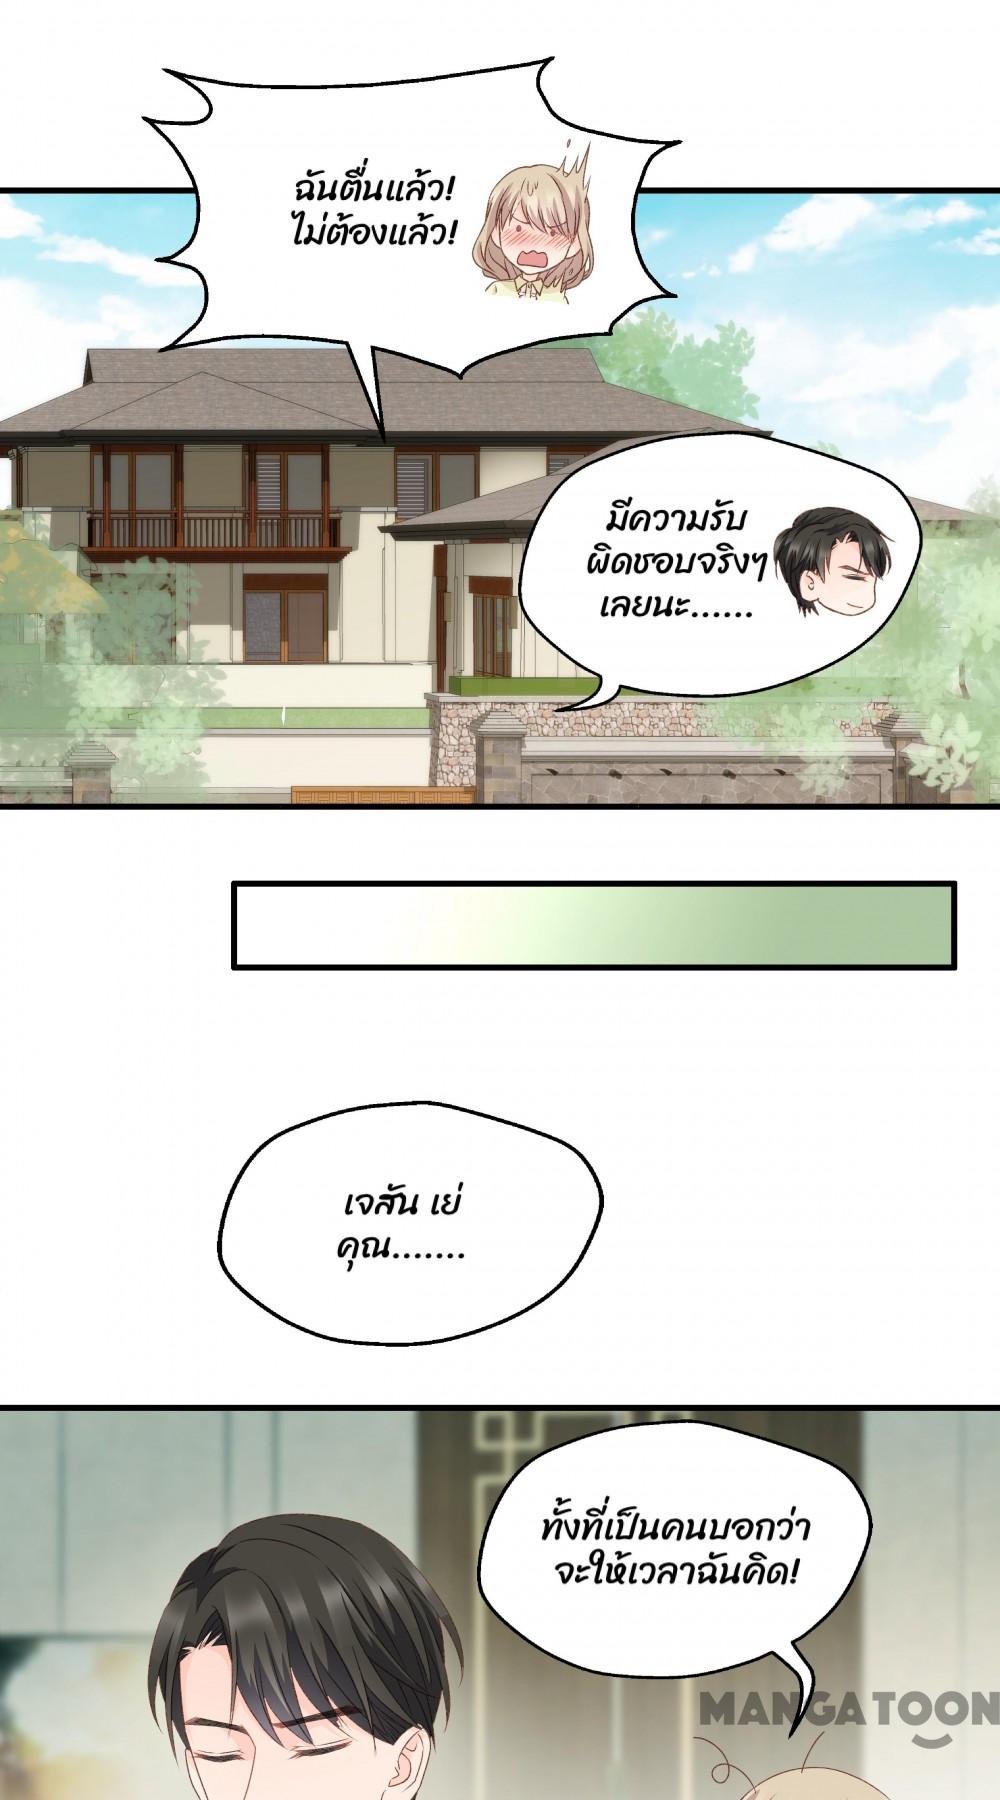 ฉันตื่นแล้ว!
ไม่ต้องแล้ว!
มีความรับ
ผิดชอบจริงๆ
เลยนะ......
เจสัน เย่
คุณ.......
ทั้งที่เป็นคนบอกว่า
จะให้เวลาฉันคิด!
MANGATOON